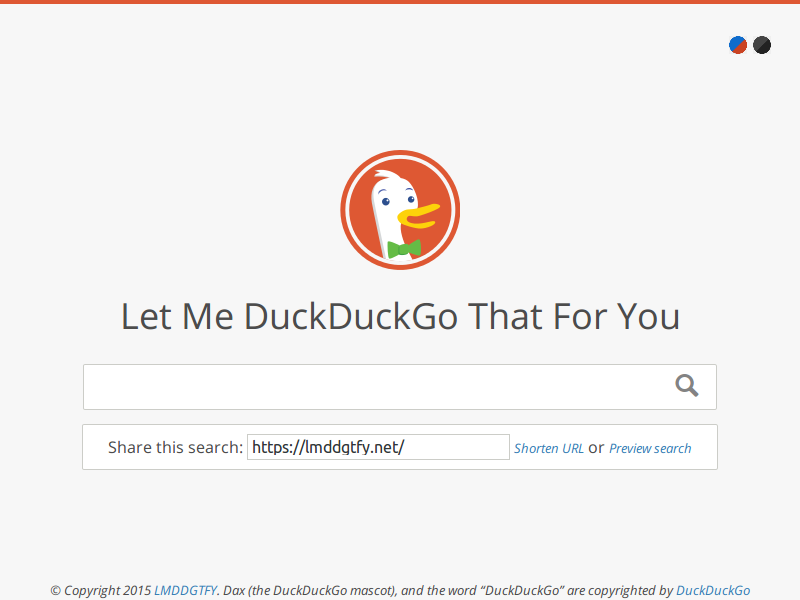 Let Me DuckDuckGo That For You
Share this search: https://lmddgtfy.net/ Shorten URL or Preview search
© Copyright 2015 LMDDGTFY. Dax (the DuckDuckGo mascot), and the word “DuckDuckGo” are copyrighted by DuckDuckGo